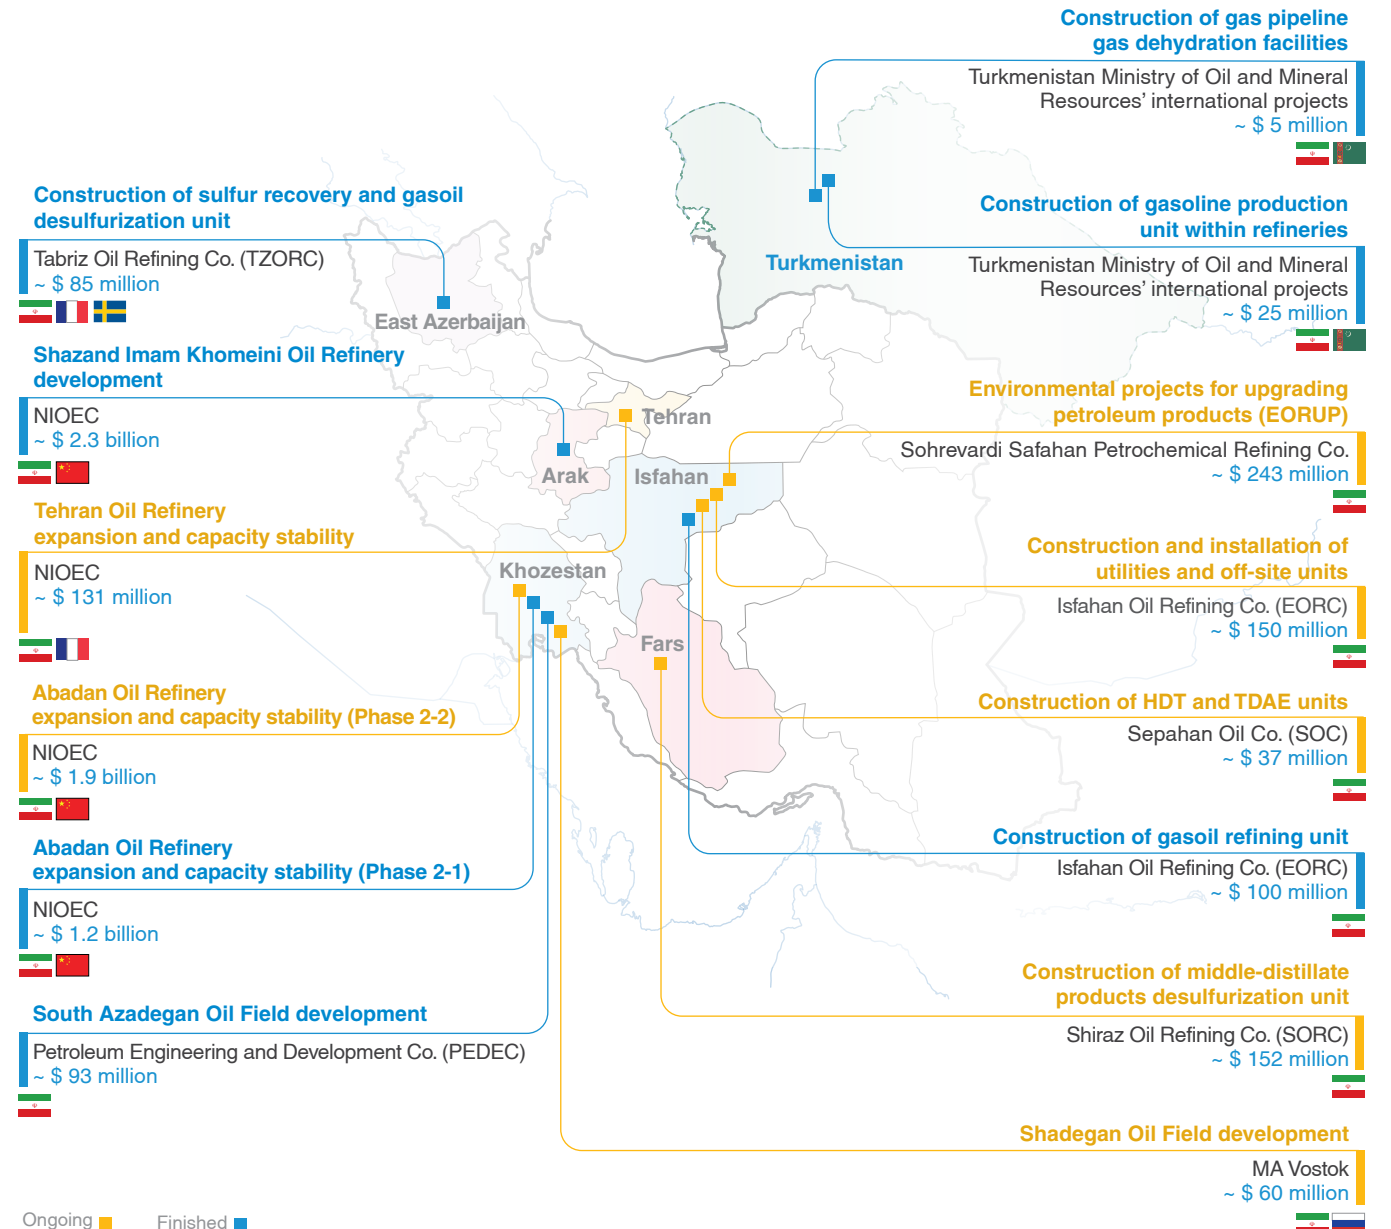 Construction of gas pipeline
gas dehydration facilities
Turkmenistan Ministry of Oil and Mineral
Resources' international projects
~ $ 5 million
Construction of sulfur recovery and gasoil
desulfurization unit
Tabriz Oil Refining Co. (TZORC)
~ $ 85 million
Construction of gasoline production
unit within refineries
Turkmenistan Ministry of Oil and Mineral
Resources' international projects
~ $ 25 million
Turkmenistan
East Azerbaijan
Shazand Imam Khomeini Oil Refinery
development
NIOEC
~ $ 2.3 billion
Environmental projects for upgrading
petroleum products (EORUP)
Sohrevardi Safahan Petrochemical Refining Co.
~ $ 243 million
Tehran
Arak
Isfahan
Tehran Oil Refinery
expansion and capacity stability
NIOEC
~ $ 131 million
Construction and installation of
utilities and off-site units
Isfahan Oil Refining Co. (EORC)
~ $ 150 million
Khozestan
Fars
Abadan Oil Refinery
expansion and capacity stability (Phase 2-2)
NIOEC
~ $ 1.9 billion
Construction of HDT and TDAE units
Sepahan Oil Co. (SOC)
~ $ 37 million
Abadan Oil Refinery
expansion and capacity stability (Phase 2-1)
NIOEC
~ $ 1.2 billion
Construction of gasoil refining unit
Isfahan Oil Refining Co. (EORC)
~ $ 100 million
South Azadegan Oil Field development
Petroleum Engineering and Development Co. (PEDEC)
~ $ 93 million
Construction of middle-distillate
products desulfurization unit
Shiraz Oil Refining Co. (SORC)
~ $ 152 million
Shadegan Oil Field development
MA Vostok
~ $ 60 million
Ongoing
Finished